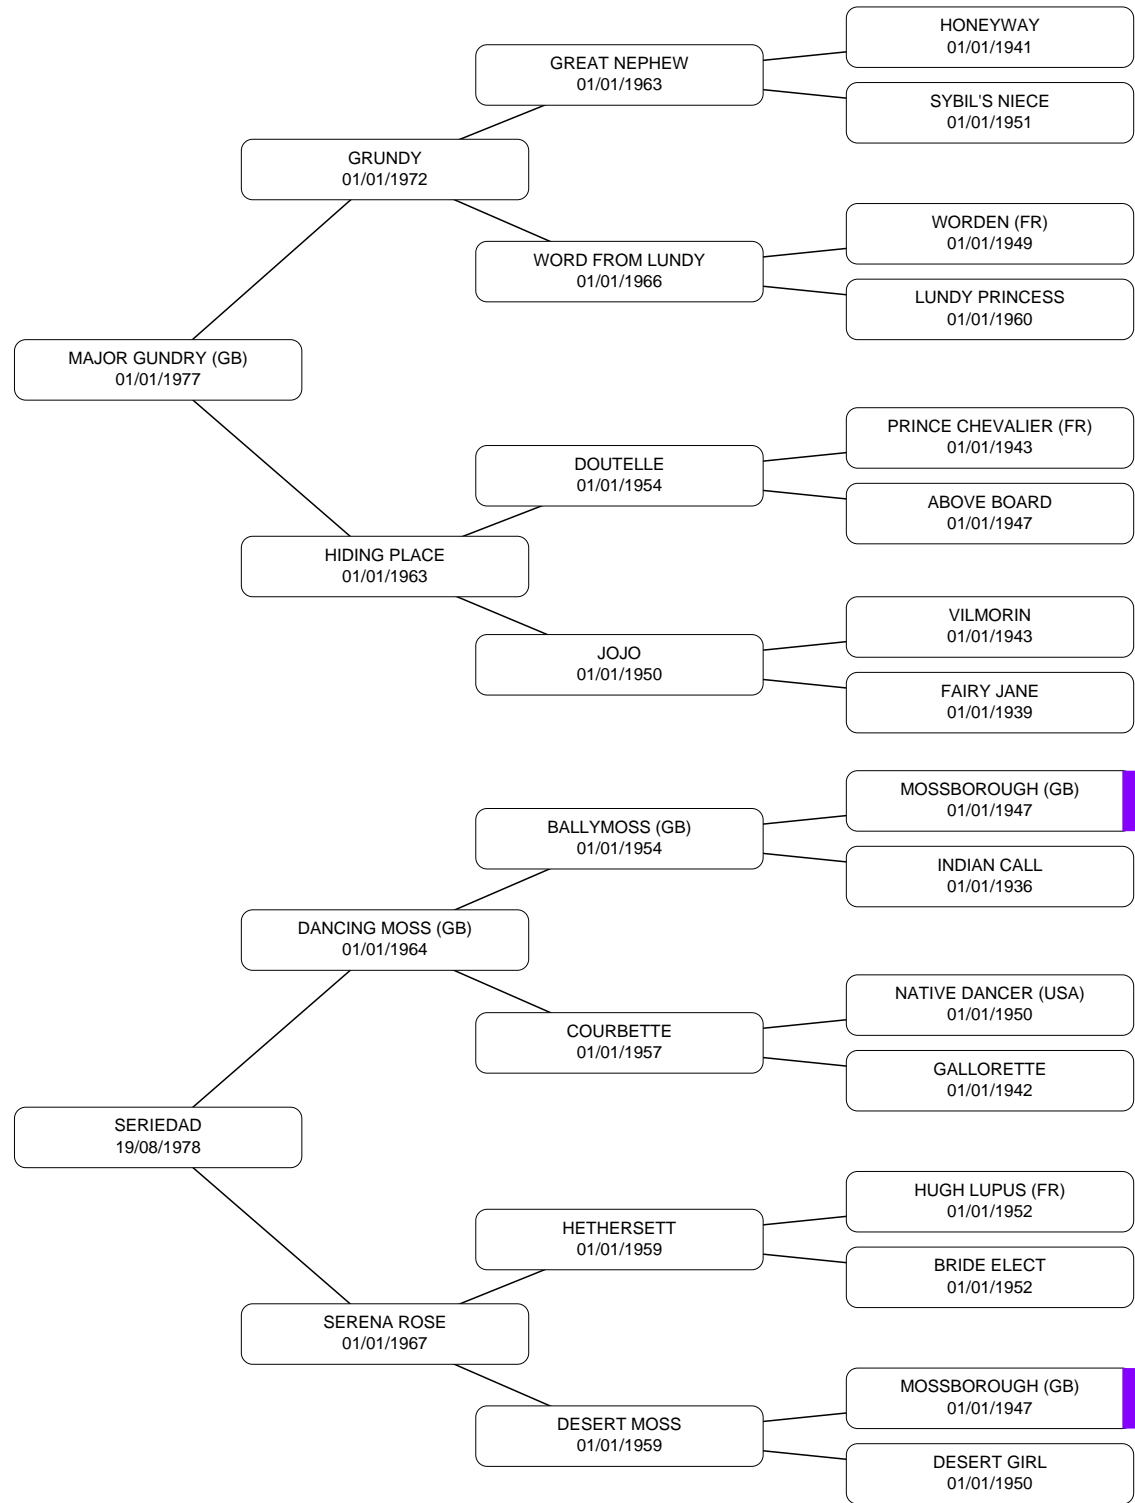 HONEYWAY
01/01/1941
GREAT NEPHEW
01/01/1963
SYBIL'S NIECE
01/01/1951
GRUNDY
01/01/1972
WORDEN (FR)
01/01/1949
WORD FROM LUNDY
01/01/1966
LUNDY PRINCESS
01/01/1960
MAJOR GUNDRY (GB)
01/01/1977
PRINCE CHEVALIER (FR)
01/01/1943
DOUTELLE
01/01/1954
ABOVE BOARD
01/01/1947
HIDING PLACE
01/01/1963
VILMORIN
01/01/1943
JOJO
01/01/1950
FAIRY JANE
01/01/1939
MOSSBOROUGH (GB)
01/01/1947
BALLYMOSS (GB)
01/01/1954
INDIAN CALL
01/01/1936
DANCING MOSS (GB)
01/01/1964
NATIVE DANCER (USA)
01/01/1950
COURBETTE
01/01/1957
GALLORETTE
01/01/1942
SERIEDAD
19/08/1978
HUGH LUPUS (FR)
01/01/1952
HETHERSETT
01/01/1959
BRIDE ELECT
01/01/1952
SERENA ROSE
01/01/1967
MOSSBOROUGH (GB)
01/01/1947
DESERT MOSS
01/01/1959
DESERT GIRL
01/01/1950